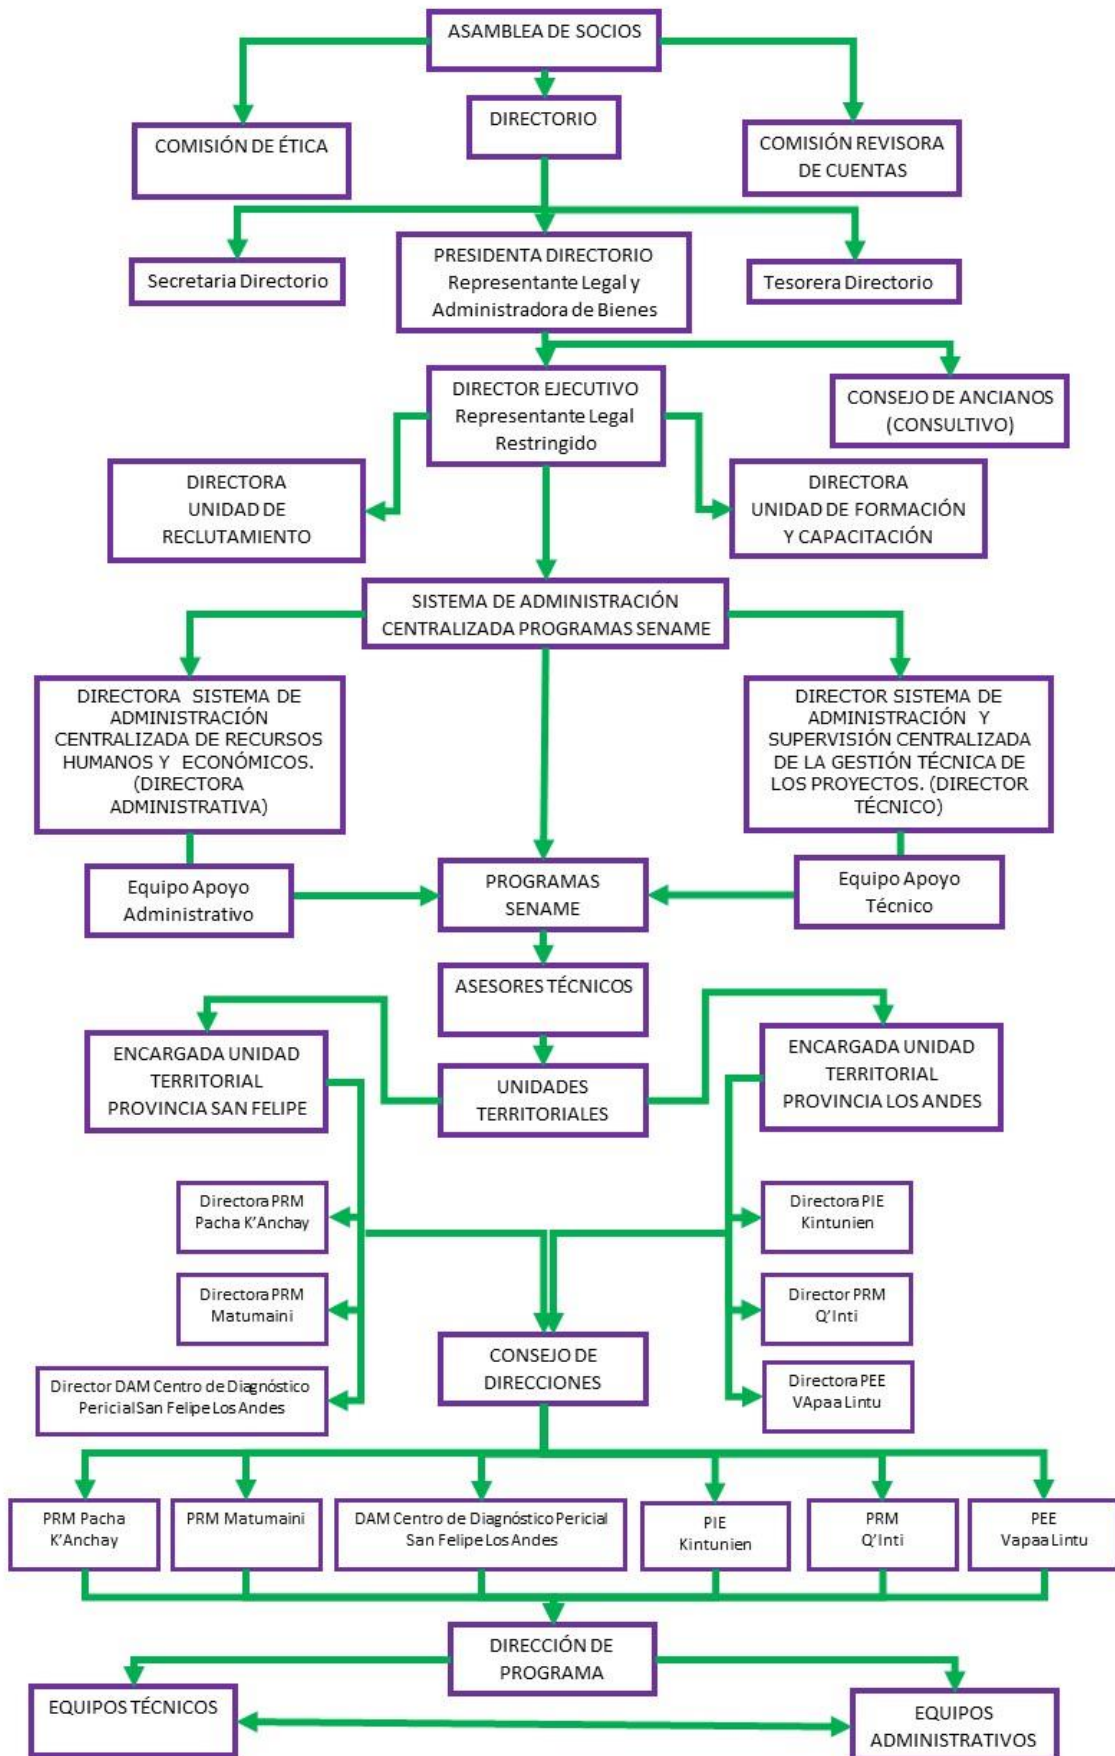 ASAMBLEA DE SOCIOS
DIRECTORIO
COMISIÓN DE ÉTICA
COMISIÓN REVISORA
DE CUENTAS
PRESIDENTA DIRECTORIO
Representante Legal y
Administradora de Bienes
Secretaria Directorio
Tesorera Directorio
DIRECTOR EJECUTIVO
Representante Legal
Restringido
CONSEJO DE ANCIANOS
(CONSULTIVO)
DIRECTORA
UNIDAD DE
RECLUTAMIENTO
DIRECTORA
UNIDAD DE FORMACIÓN
Y CAPACITACIÓN
SISTEMA DE ADMINISTRACIÓN
CENTRALIZADA PROGRAMAS SENAME
DIRECTORA SISTEMA DE
ADMINISTRACIÓN
CENTRALIZADA DE RECURSOS
HUMANOS Y ECONÓMICOS.
(DIRECTORA
ADMINISTRATIVA)
DIRECTOR SISTEMA DE
ADMINISTRACIÓN Y
SUPERVISIÓN CENTRALIZADA
DE LA GESTIÓN TÉCNICA DE
LOS PROYECTOS. (DIRECTOR
TÉCNICO)
Equipo Apoyo
Administrativo
PROGRAMAS
SENAME
Equipo Apoyo
Técnico
ASESORES TÉCNICOS
ENCARGADA UNIDAD
TERRITORIAL
PROVINCIA SAN FELIPE
UNIDADES
TERRITORIALES
ENCARGADA UNIDAD
TERRITORIAL
PROVINCIA LOS ANDES
Directora PRM
Pacha K'Anchay
Directora PIE
Kintunien
Directora PRM
Matumaini
Director PRM
Q'Inti
CONSEJO DE
DIRECCIONES
Director DAM Centro de Diagnóstico
Pericial San Felipe Los Andes
Directora PEE
VApaa Lintu
PRM Pacha
K'Anchay
PRM Matumaini
DAM Centro de Diagnóstico Pericial
San Felipe Los Andes
PIE
Kintunien
PRM
Q'Inti
PEE
Vapaa Lintu
DIRECCIÓN DE
PROGRAMA
EQUIPOS TÉCNICOS
EQUIPOS
ADMINISTRATIVOS